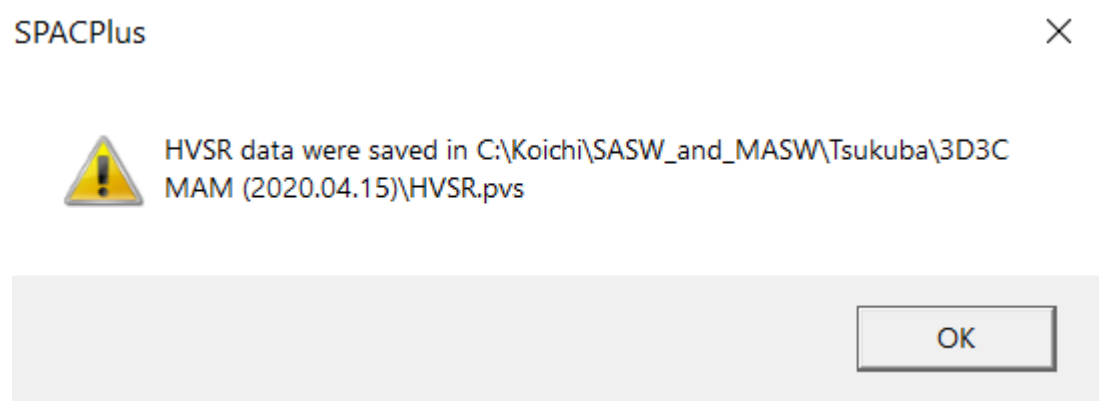 SPACPlus
HVSR data were saved in C:\Koichi\SASW_and_MASW\Tsukuba\3D3C
MAM (2020.04.15)\HVSR.pvs
OK